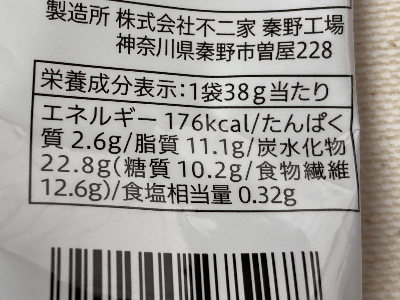 製造所 株式会社不二家 秦野工場
神奈川県秦野市曽屋228
栄養成分表示:1袋38g当たり
エネルギー 176kcal/たんぱく
質 2.6g/脂質 11.1g/炭水化物
22.8g(糖質 10.2g/食物繊維
12.6g)/食塩相当量 0.32g